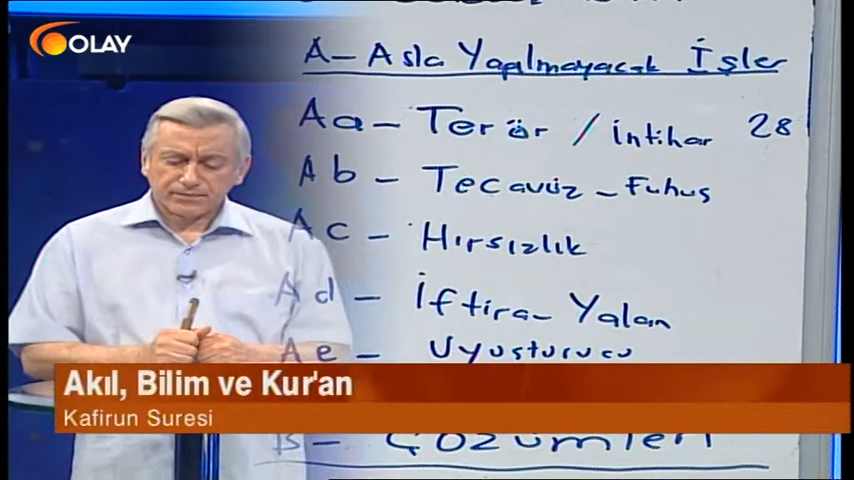 OLAY
A- Asla Yapılmayacak İşler
Aa- Terör / İntihar 28
Ab - Tecavüz - Fuhuş
Ac - Hırsızlık
Ad - İftira- Yalan
Ae - Uyuşturucu
Akıl, Bilim ve Kur'an
Kafirun Suresi
B- Çözümleri